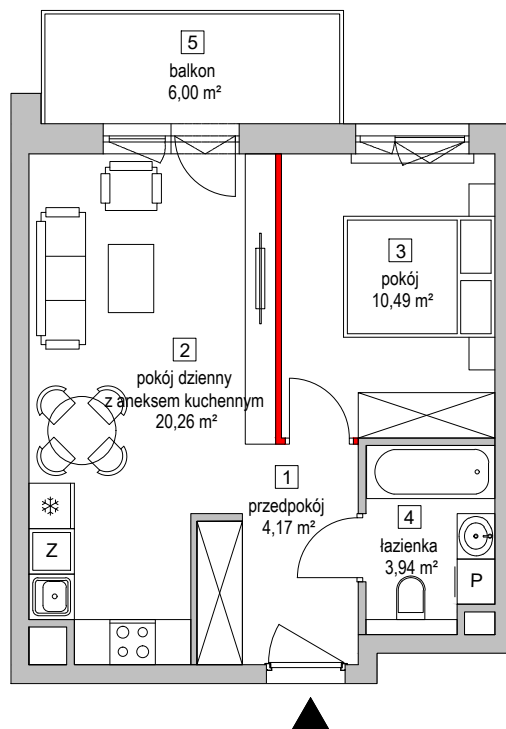 5
balkon
6,00 m²
3
pokój
10,49 m²
2
pokój dzienny
z aneksem kuchennym
20,26 m²
1
przedpokój
4,17 m²
4
łazienka
3,94 m²
Z
P